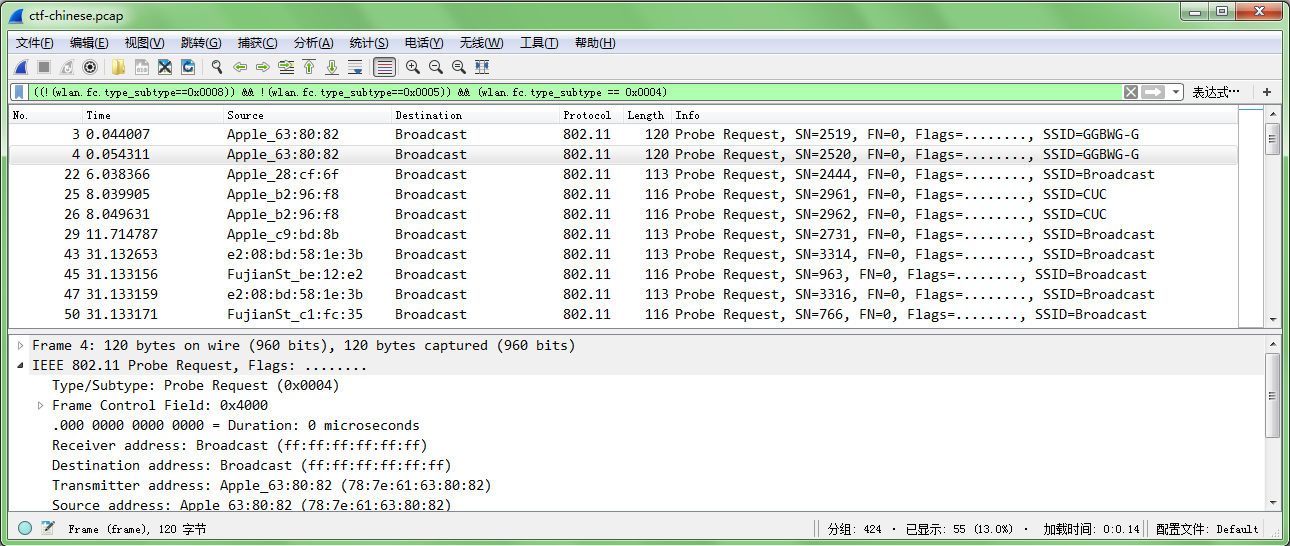 ctf-chinese.pcap
文件(F) 编辑(E) 视图(V) 跳转(G) 捕获(C) 分析(A) 统计(S) 电话(Y) 无线(W) 工具(T) 帮助(H)
((!(wlan.fc.type_subtype==0x0008)) && !(wlan.fc.type_subtype==0x0005)) && (wlan.fc.type_subtype == 0x0004) 表达式… +
No. Time Source Destination Protocol Length Info
3 0.044007 Apple_63:80:82 Broadcast 802.11 120 Probe Request, SN=2519, FN=0, Flags=........, SSID=GGBWG-G
4 0.054311 Apple_63:80:82 Broadcast 802.11 120 Probe Request, SN=2520, FN=0, Flags=........, SSID=GGBWG-G
22 6.038366 Apple_28:cf:6f Broadcast 802.11 113 Probe Request, SN=2444, FN=0, Flags=........, SSID=Broadcast
25 8.039905 Apple_b2:96:f8 Broadcast 802.11 116 Probe Request, SN=2961, FN=0, Flags=........, SSID=CUC
26 8.049631 Apple_b2:96:f8 Broadcast 802.11 116 Probe Request, SN=2962, FN=0, Flags=........, SSID=CUC
29 11.714787 Apple_c9:bd:8b Broadcast 802.11 113 Probe Request, SN=2731, FN=0, Flags=........, SSID=Broadcast
43 31.132653 e2:08:bd:58:1e:3b Broadcast 802.11 113 Probe Request, SN=3314, FN=0, Flags=........, SSID=Broadcast
45 31.133156 FujianSt_be:12:e2 Broadcast 802.11 116 Probe Request, SN=963, FN=0, Flags=........, SSID=Broadcast
47 31.133159 e2:08:bd:58:1e:3b Broadcast 802.11 113 Probe Request, SN=3316, FN=0, Flags=........, SSID=Broadcast
50 31.133171 FujianSt_c1:fc:35 Broadcast 802.11 116 Probe Request, SN=766, FN=0, Flags=........, SSID=Broadcast
Frame 4: 120 bytes on wire (960 bits), 120 bytes captured (960 bits)
IEEE 802.11 Probe Request, Flags: ........
Type/Subtype: Probe Request (0x0004)
Frame Control Field: 0x4000
.000 0000 0000 0000 = Duration: 0 microseconds
Receiver address: Broadcast (ff:ff:ff:ff:ff:ff)
Destination address: Broadcast (ff:ff:ff:ff:ff:ff)
Transmitter address: Apple_63:80:82 (78:7e:61:63:80:82)
Source address: Apple_63:80:82 (78:7e:61:63:80:82)
Frame (frame), 120 字节 分组: 424 · 已显示: 55 (13.0%) · 加载时间: 0:0.14 配置文件: Default